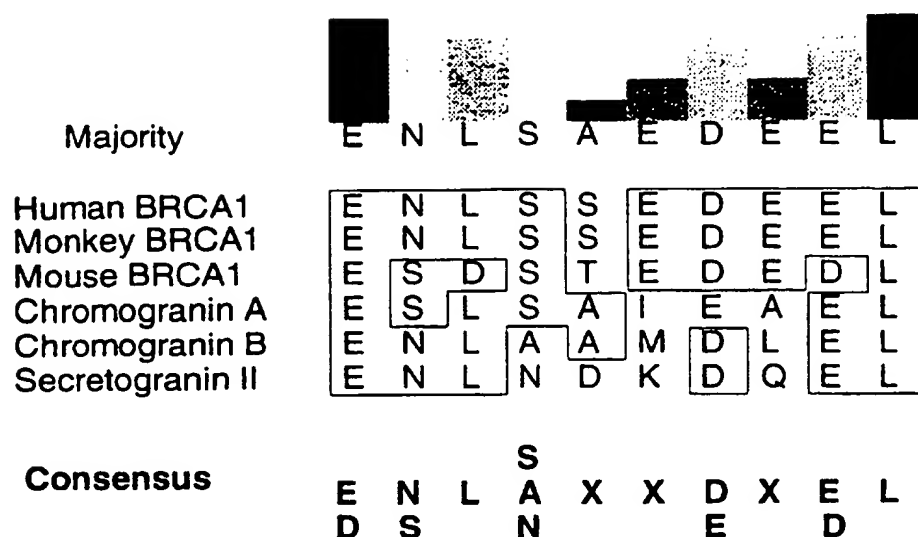 Majority E N L S A E D E E L
Human BRCA1 E N L S S E D E E L
Monkey BRCA1 E N L S S E D E E L
Mouse BRCA1 E S D S T E D E D L
Chromogranin A E S L S A I E A E L
Chromogranin B E N L A A M D L E L
Secretogranin II E N L N D K D Q E L
S
Consensus E N L A X X D X E L
D S N E D